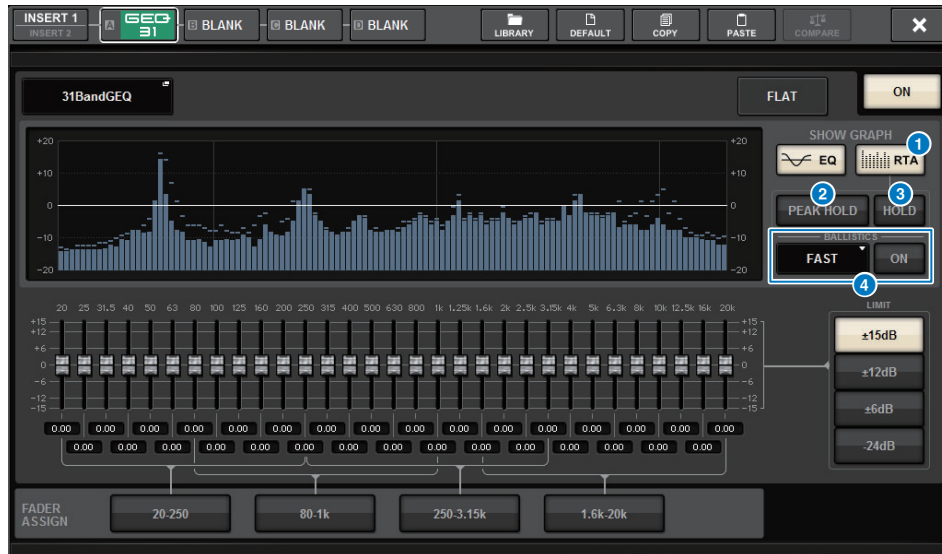 INSERT 1
INSERT 2
A
GEQ
31
B BLANK
C BLANK
D BLANK
LIBRARY
DEFAULT
COPY
PASTE
COMPARE
31BandGEQ
FLAT
ON
SHOW GRAPH
EQ
RTA
1
2
3
PEAK HOLD
HOLD
BALLISTICS
FAST
ON
4
+20 +20
+10 +10
0 0
-10 -10
-20 -20
20 25 31.5 40 50 63 80 100 125 160 200 250 315 400 500 630 800 1k 1.25k 1.6k 2k 2.5k 3.15k 4k 5k 6.3k 8k 10k 12.5k 16k 20k
+15 +15
+12 +12
+6 +6
0 0
-6 -6
-12 -12
-15 -15
0.00 0.00 0.00 0.00 0.00 0.00 0.00 0.00 0.00 0.00 0.00 0.00 0.00 0.00 0.00 0.00
0.00 0.00 0.00 0.00 0.00 0.00 0.00 0.00 0.00 0.00 0.00 0.00 0.00 0.00 0.00
LIMIT
±15dB
±12dB
±6dB
-24dB
FADER
ASSIGN
20-250
80-1k
250-3.15k
1.6k-20k